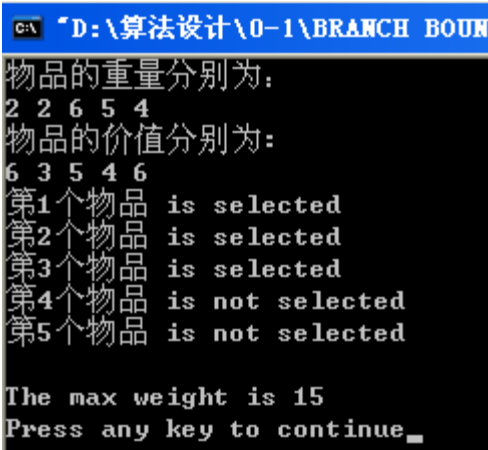 "D:\算法设计\0-1\BRANCH BOUN
物品的重量分别为:
2 2 6 5 4
物品的价值分别为:
6 3 5 4 6
第1个物品 is selected
第2个物品 is selected
第3个物品 is selected
第4个物品 is not selected
第5个物品 is not selected
The max weight is 15
Press any key to continue_